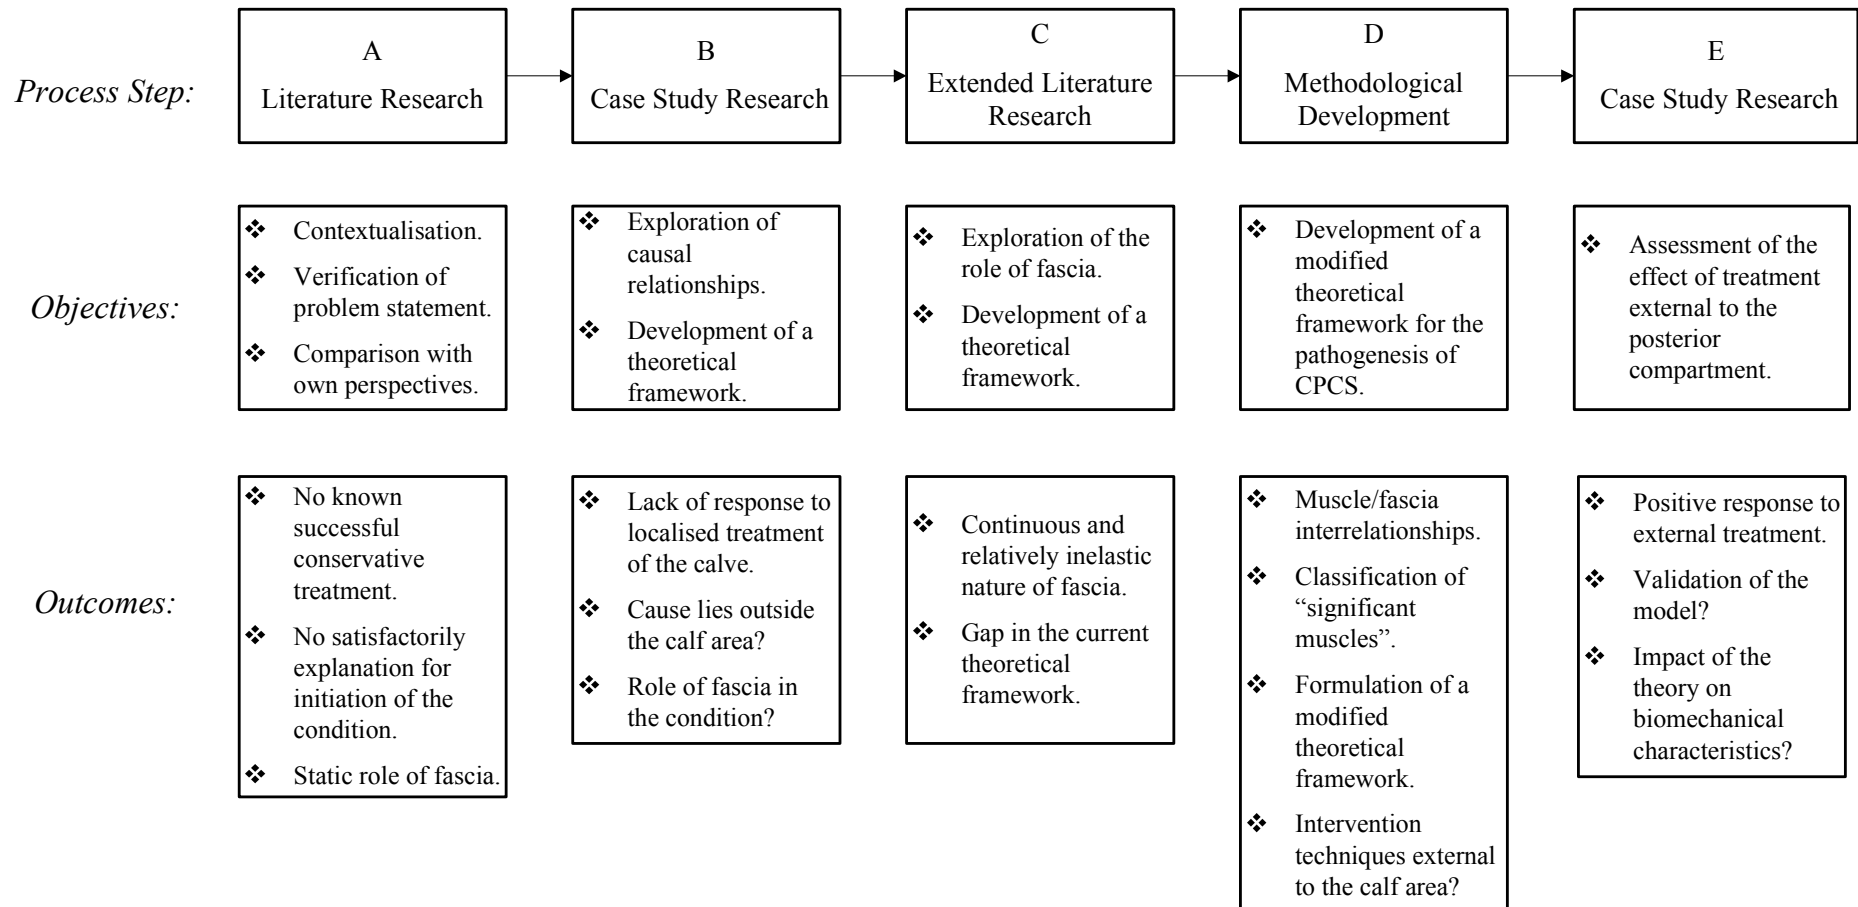 Process Step:
A
Literature Research
B
Case Study Research
C
Extended Literature
Research
D
Methodological
Development
E
Case Study Research
Objectives:
❖ Contextualisation.
❖ Verification of
problem statement.
❖ Comparison with
own perspectives.
❖ Exploration of
causal
relationships.
❖ Development of a
theoretical
framework.
❖ Exploration of the
role of fascia.
❖ Development of a
theoretical
framework.
❖ Development of a
modified
theoretical
framework for the
pathogenesis of
CPCS.
❖ Assessment of the
effect of treatment
external to the
posterior
compartment.
Outcomes:
❖ No known
successful
conservative
treatment.
❖ No satisfactorily
explanation for
initiation of the
condition.
❖ Static role of fascia.
❖ Lack of response to
localised treatment
of the calve.
❖ Cause lies outside
the calf area?
❖ Role of fascia in
the condition?
❖ Continuous and
relatively inelastic
nature of fascia.
❖ Gap in the current
theoretical
framework.
❖ Muscle/fascia
interrelationships.
❖ Classification of
“significant
muscles”.
❖ Formulation of a
modified
theoretical
framework.
❖ Intervention
techniques external
to the calf area?
❖ Positive response to
external treatment.
❖ Validation of the
model?
❖ Impact of the
theory on
biomechanical
characteristics?